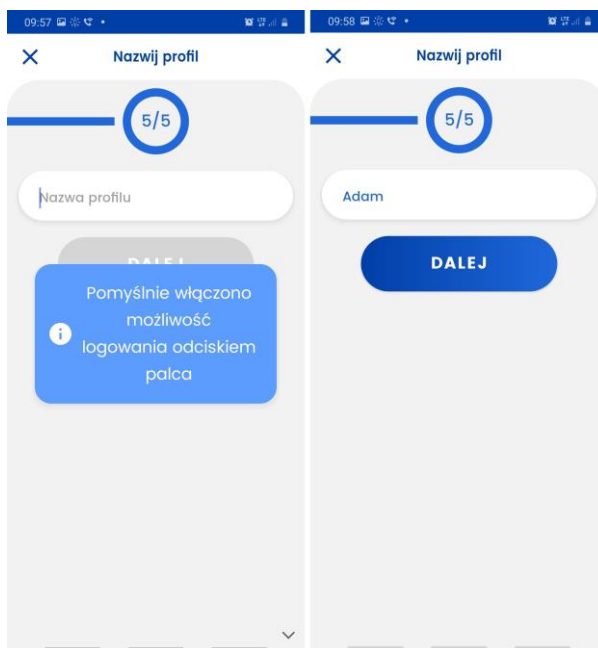 09:57
Nazwij profil
5/5
Nazwa profilu
DALEJ
Pomyślnie włączono
możliwość
logowania odciskiem
palca
09:58
Nazwij profil
5/5
Adam
DALEJ